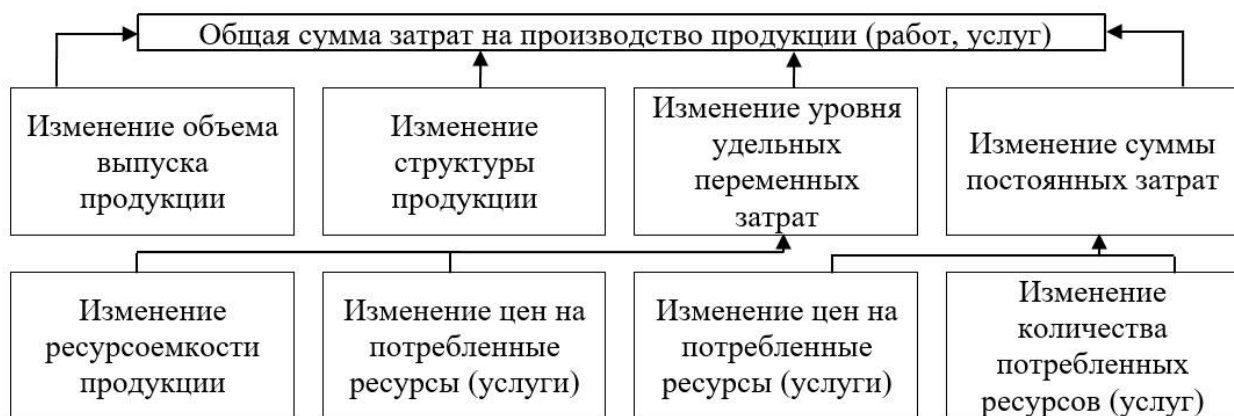 Общая сумма затрат на производство продукции (работ, услуг)
Изменение объема
выпуска
продукции
Изменение
структуры
продукции
Изменение уровня
удельных
переменных
затрат
Изменение суммы
постоянных затрат
Изменение
ресурсоемкости
продукции
Изменение цен на
потребленные
ресурсы (услуги)
Изменение цен на
потребленные
ресурсы (услуги)
Изменение
количества
потребленных
ресурсов (услуг)